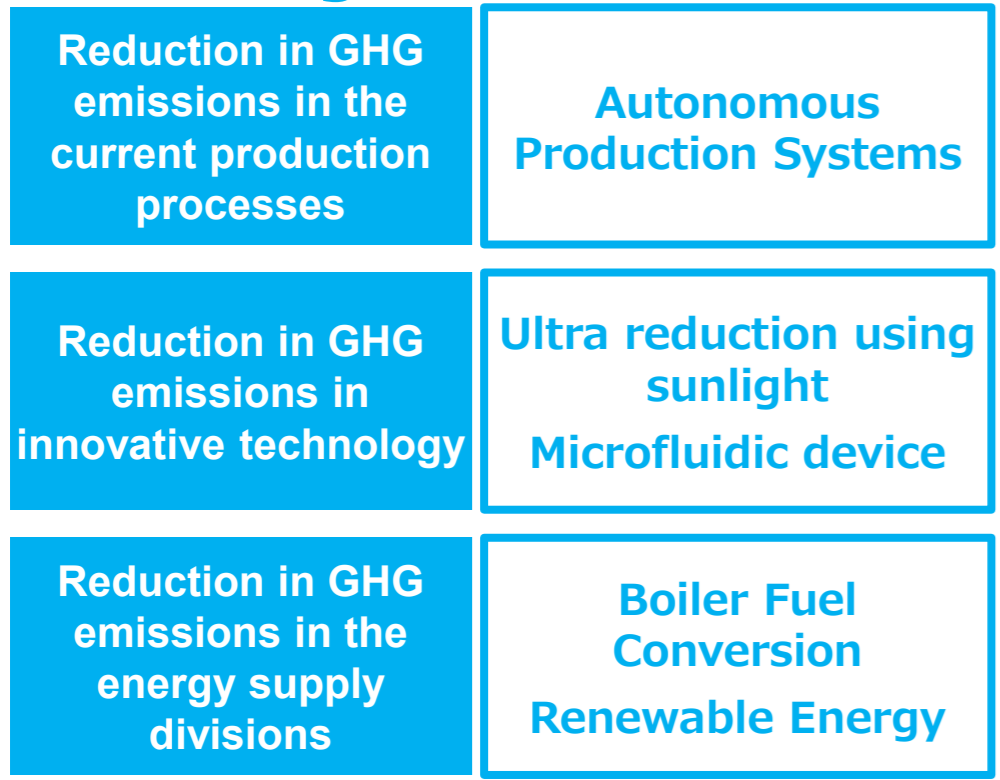 Reduction in GHG
emissions in the
current production
processes
Autonomous
Production Systems
Reduction in GHG
emissions in
innovative technology
Ultra reduction using
sunlight
Microfluidic device
Reduction in GHG
emissions in the
energy supply
divisions
Boiler Fuel
Conversion
Renewable Energy